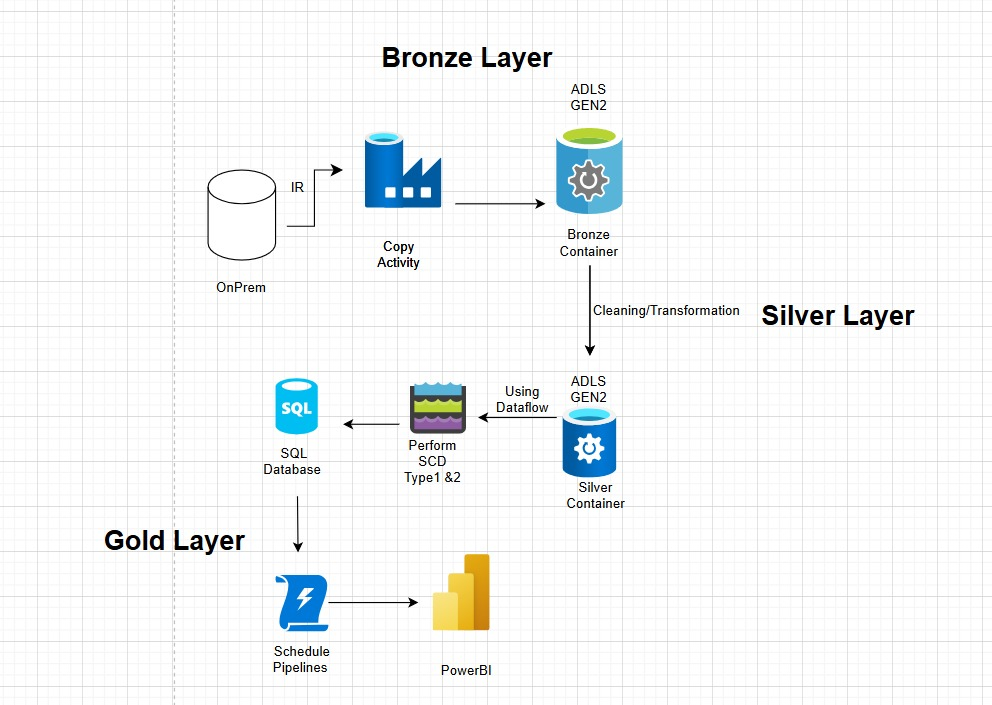 Bronze Layer
ADLS
GEN2
IR
Copy
Activity
Bronze
Container
OnPrem
Cleaning/Transformation
Silver Layer
ADLS
GEN2
Using
Dataflow
SQL
Perform
SCD
Type1 &2
SQL
Database
Silver
Container
Gold Layer
Schedule
Pipelines
PowerBI